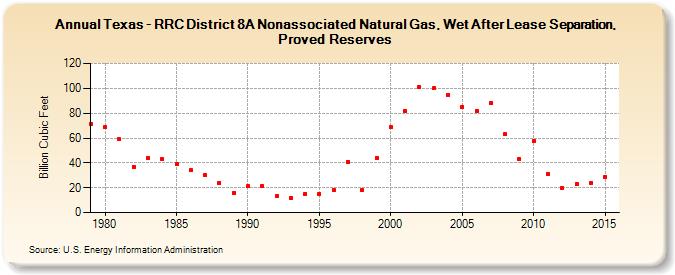 Annual Texas - RRC District 8A Nonassociated Natural Gas, Wet After Lease Separation,
Proved Reserves
Billion Cubic Feet
120
100
80
60
40
20
0
1980 1985 1990 1995 2000 2005 2010 2015
Source: U.S. Energy Information Administration